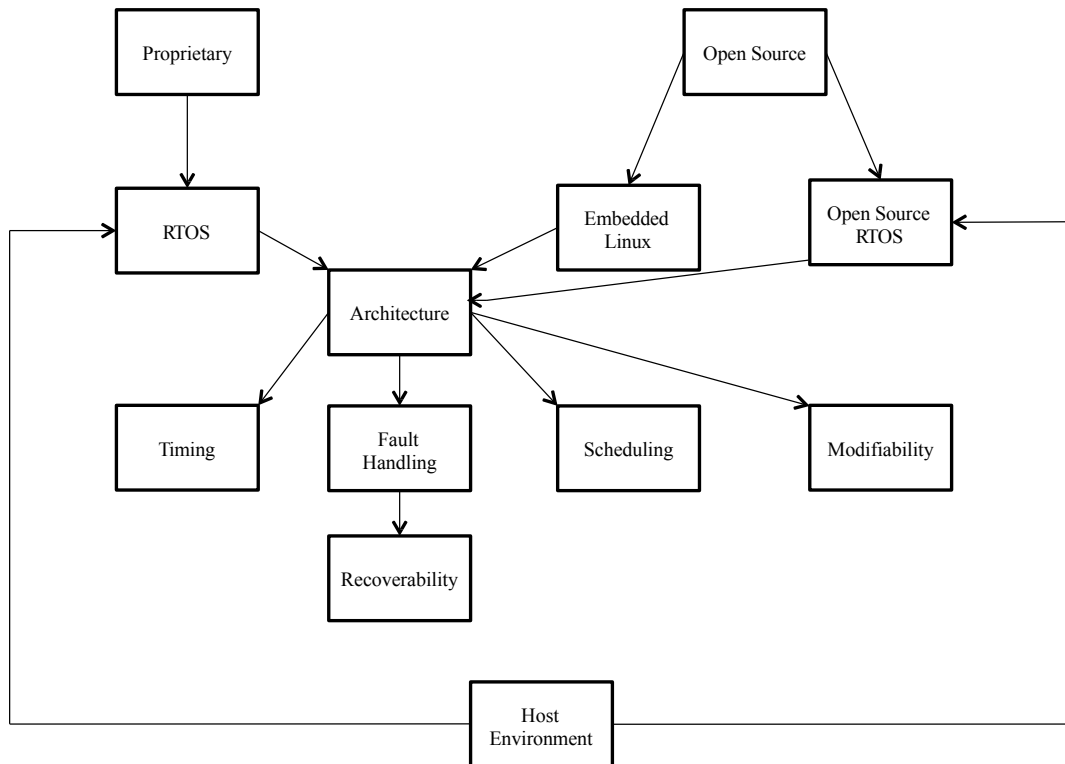 Proprietary
Open Source
RTOS
Embedded
Linux
Open Source
RTOS
Architecture
Timing
Fault
Handling
Scheduling
Modifiability
Recoverability
Host
Environment